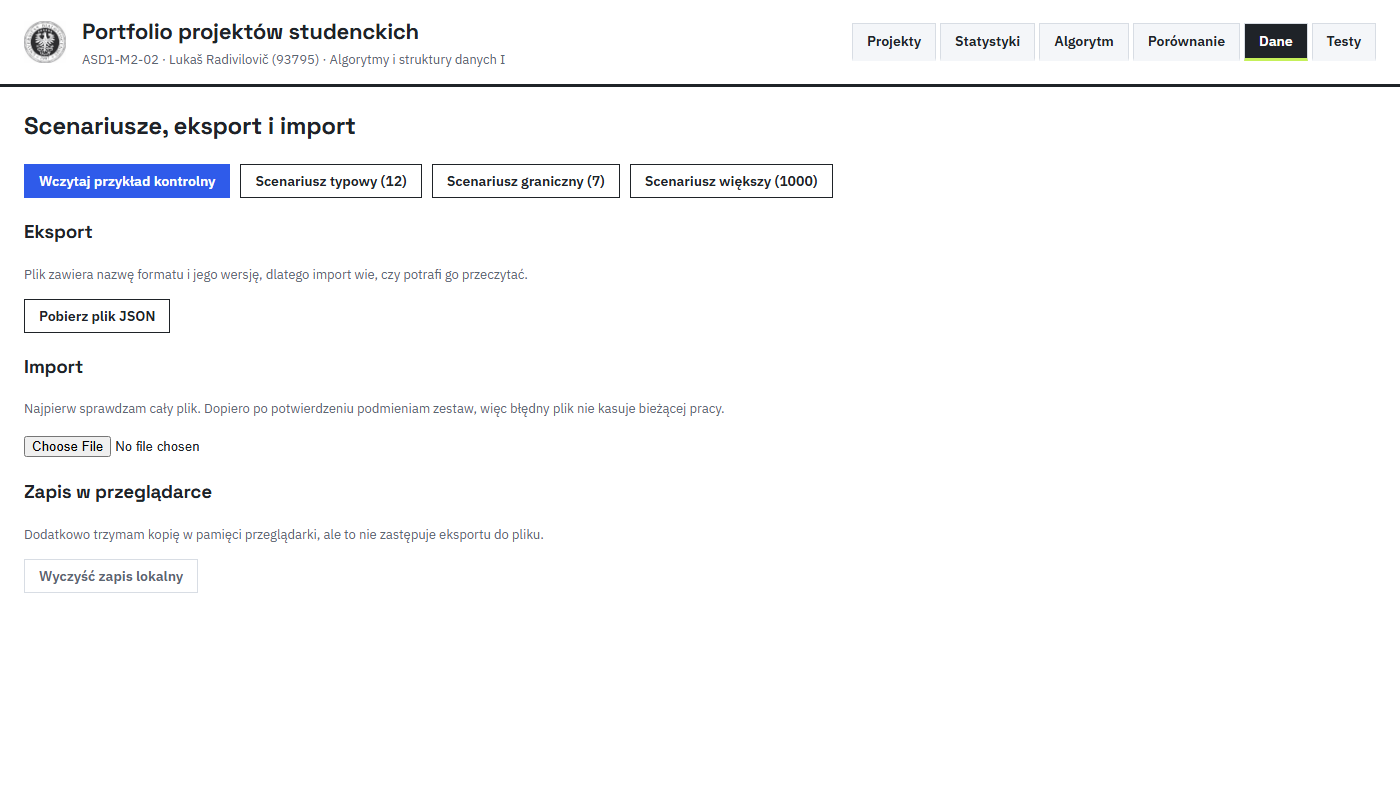 Portfolio projektów studenckich
ASD1-M2-02 · Lukaš Radivilovič (93795) · Algorytmy i struktury danych I
Projekty
Statystyki
Algorytm
Porównanie
Dane
Testy
Scenariusze, eksport i import
Wczytaj przykład kontrolny
Scenariusz typowy (12)
Scenariusz graniczny (7)
Scenariusz większy (1000)
Eksport
Plik zawiera nazwę formatu i jego wersję, dlatego import wie, czy potrafi go przeczytać.
Pobierz plik JSON
Import
Najpierw sprawdzam cały plik. Dopiero po potwierdzeniu podmieniam zestaw, więc błędny plik nie kasuje bieżącej pracy.
Choose File No file chosen
Zapis w przeglądarce
Dodatkowo trzymam kopię w pamięci przeglądarki, ale to nie zastępuje eksportu do pliku.
Wyczyść zapis lokalny